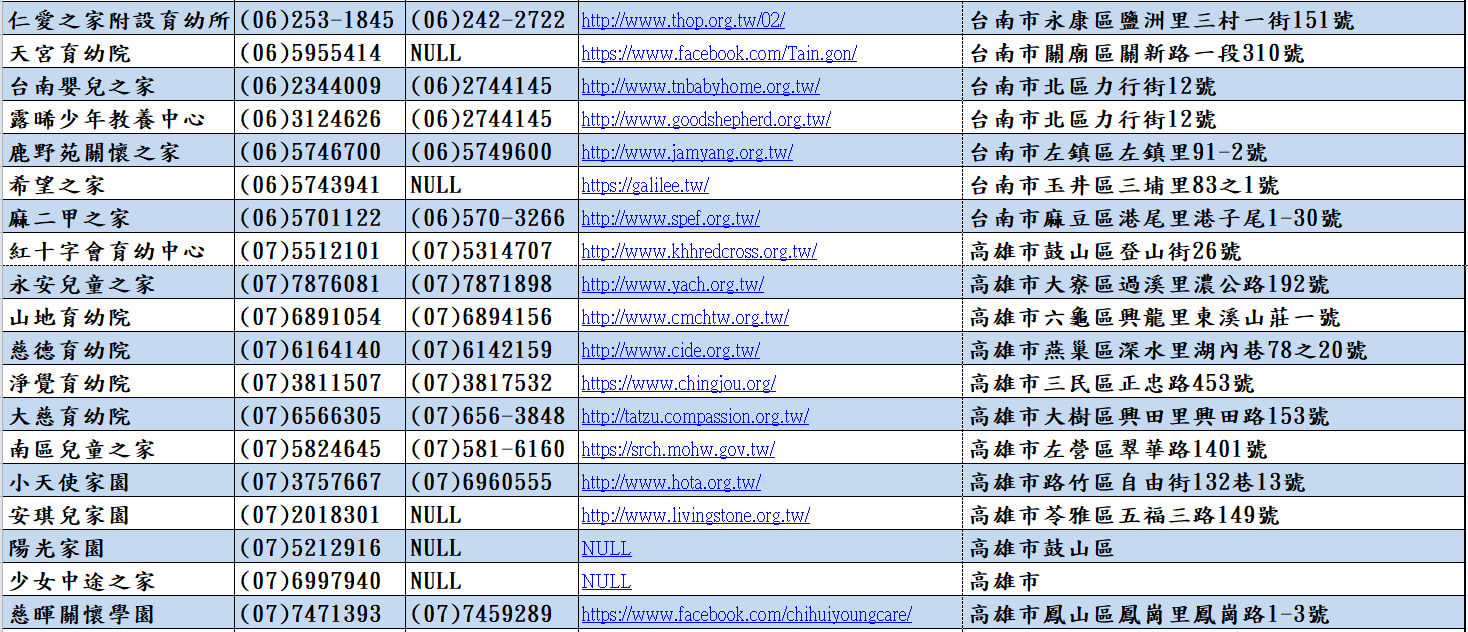 仁愛之家附設育幼所 (06)253-1845 (06)242-2722 http://www.thop.org.tw/02/ 台南市永康區鹽洲里三村一街151號
天宮育幼院 (06)5955414 NULL https://www.facebook.com/Tain.gon/ 台南市關廟區關新路一段310號
台南嬰兒之家 (06)2344009 (06)2744145 https://www.tnbabyhome.org.tw/ 台南市北區力行街12號
露晞少年教養中心 (06)3124626 (06)2744145 http://www.goodshepherd.org.tw/ 台南市北區力行街12號
鹿野苑關懷之家 (06)5746700 (06)5749600 http://www.jamyang.org.tw/ 台南市左鎮區左鎮里91-2號
希望之家 (06)5743941 NULL https://galilee.tw/ 台南市玉井區三埔里83之1號
麻二甲之家 (06)5701122 (06)570-3266 http://www.spef.org.tw/ 台南市麻豆區港尾里港子尾1-30號
紅十字會育幼中心 (07)5512101 (07)5314707 http://www.khhredcross.org.tw/ 高雄市鼓山區登山街26號
永安兒童之家 (07)7876081 (07)7871898 http://www.yach.org.tw/ 高雄市大寮區過溪里濃公路192號
山地育幼院 (07)6891054 (07)6894156 http://www.cmchtw.org.tw/ 高雄市六龜區興龍里東溪山莊一號
慈德育幼院 (07)6164140 (07)6142159 http://www.cide.org.tw/ 高雄市燕巢區深水里湖內巷78之20號
淨覺育幼院 (07)3811507 (07)3817532 https://www.chingjou.org/ 高雄市三民區正忠路453號
大慈育幼院 (07)6566305 (07)656-3848 http://tatzu.compassion.org.tw/ 高雄市大樹區興田里興田路153號
南區兒童之家 (07)5824645 (07)581-6160 https://srch.mohw.gov.tw/ 高雄市左營區翠華路1401號
小天使家園 (07)3757667 (07)6960555 http://www.hota.org.tw/ 高雄市路竹區自由街132巷13號
安琪兒家園 (07)2018301 NULL http://www.livingstone.org.tw/ 高雄市苓雅區五福三路149號
陽光家園 (07)5212916 NULL NULL 高雄市鼓山區
少女中途之家 (07)6997940 NULL NULL 高雄市
慈暉關懷學園 (07)7471393 (07)7459289 https://www.facebook.com/chihuiyoungcare/ 高雄市鳳山區鳳崗里鳳崗路1-3號